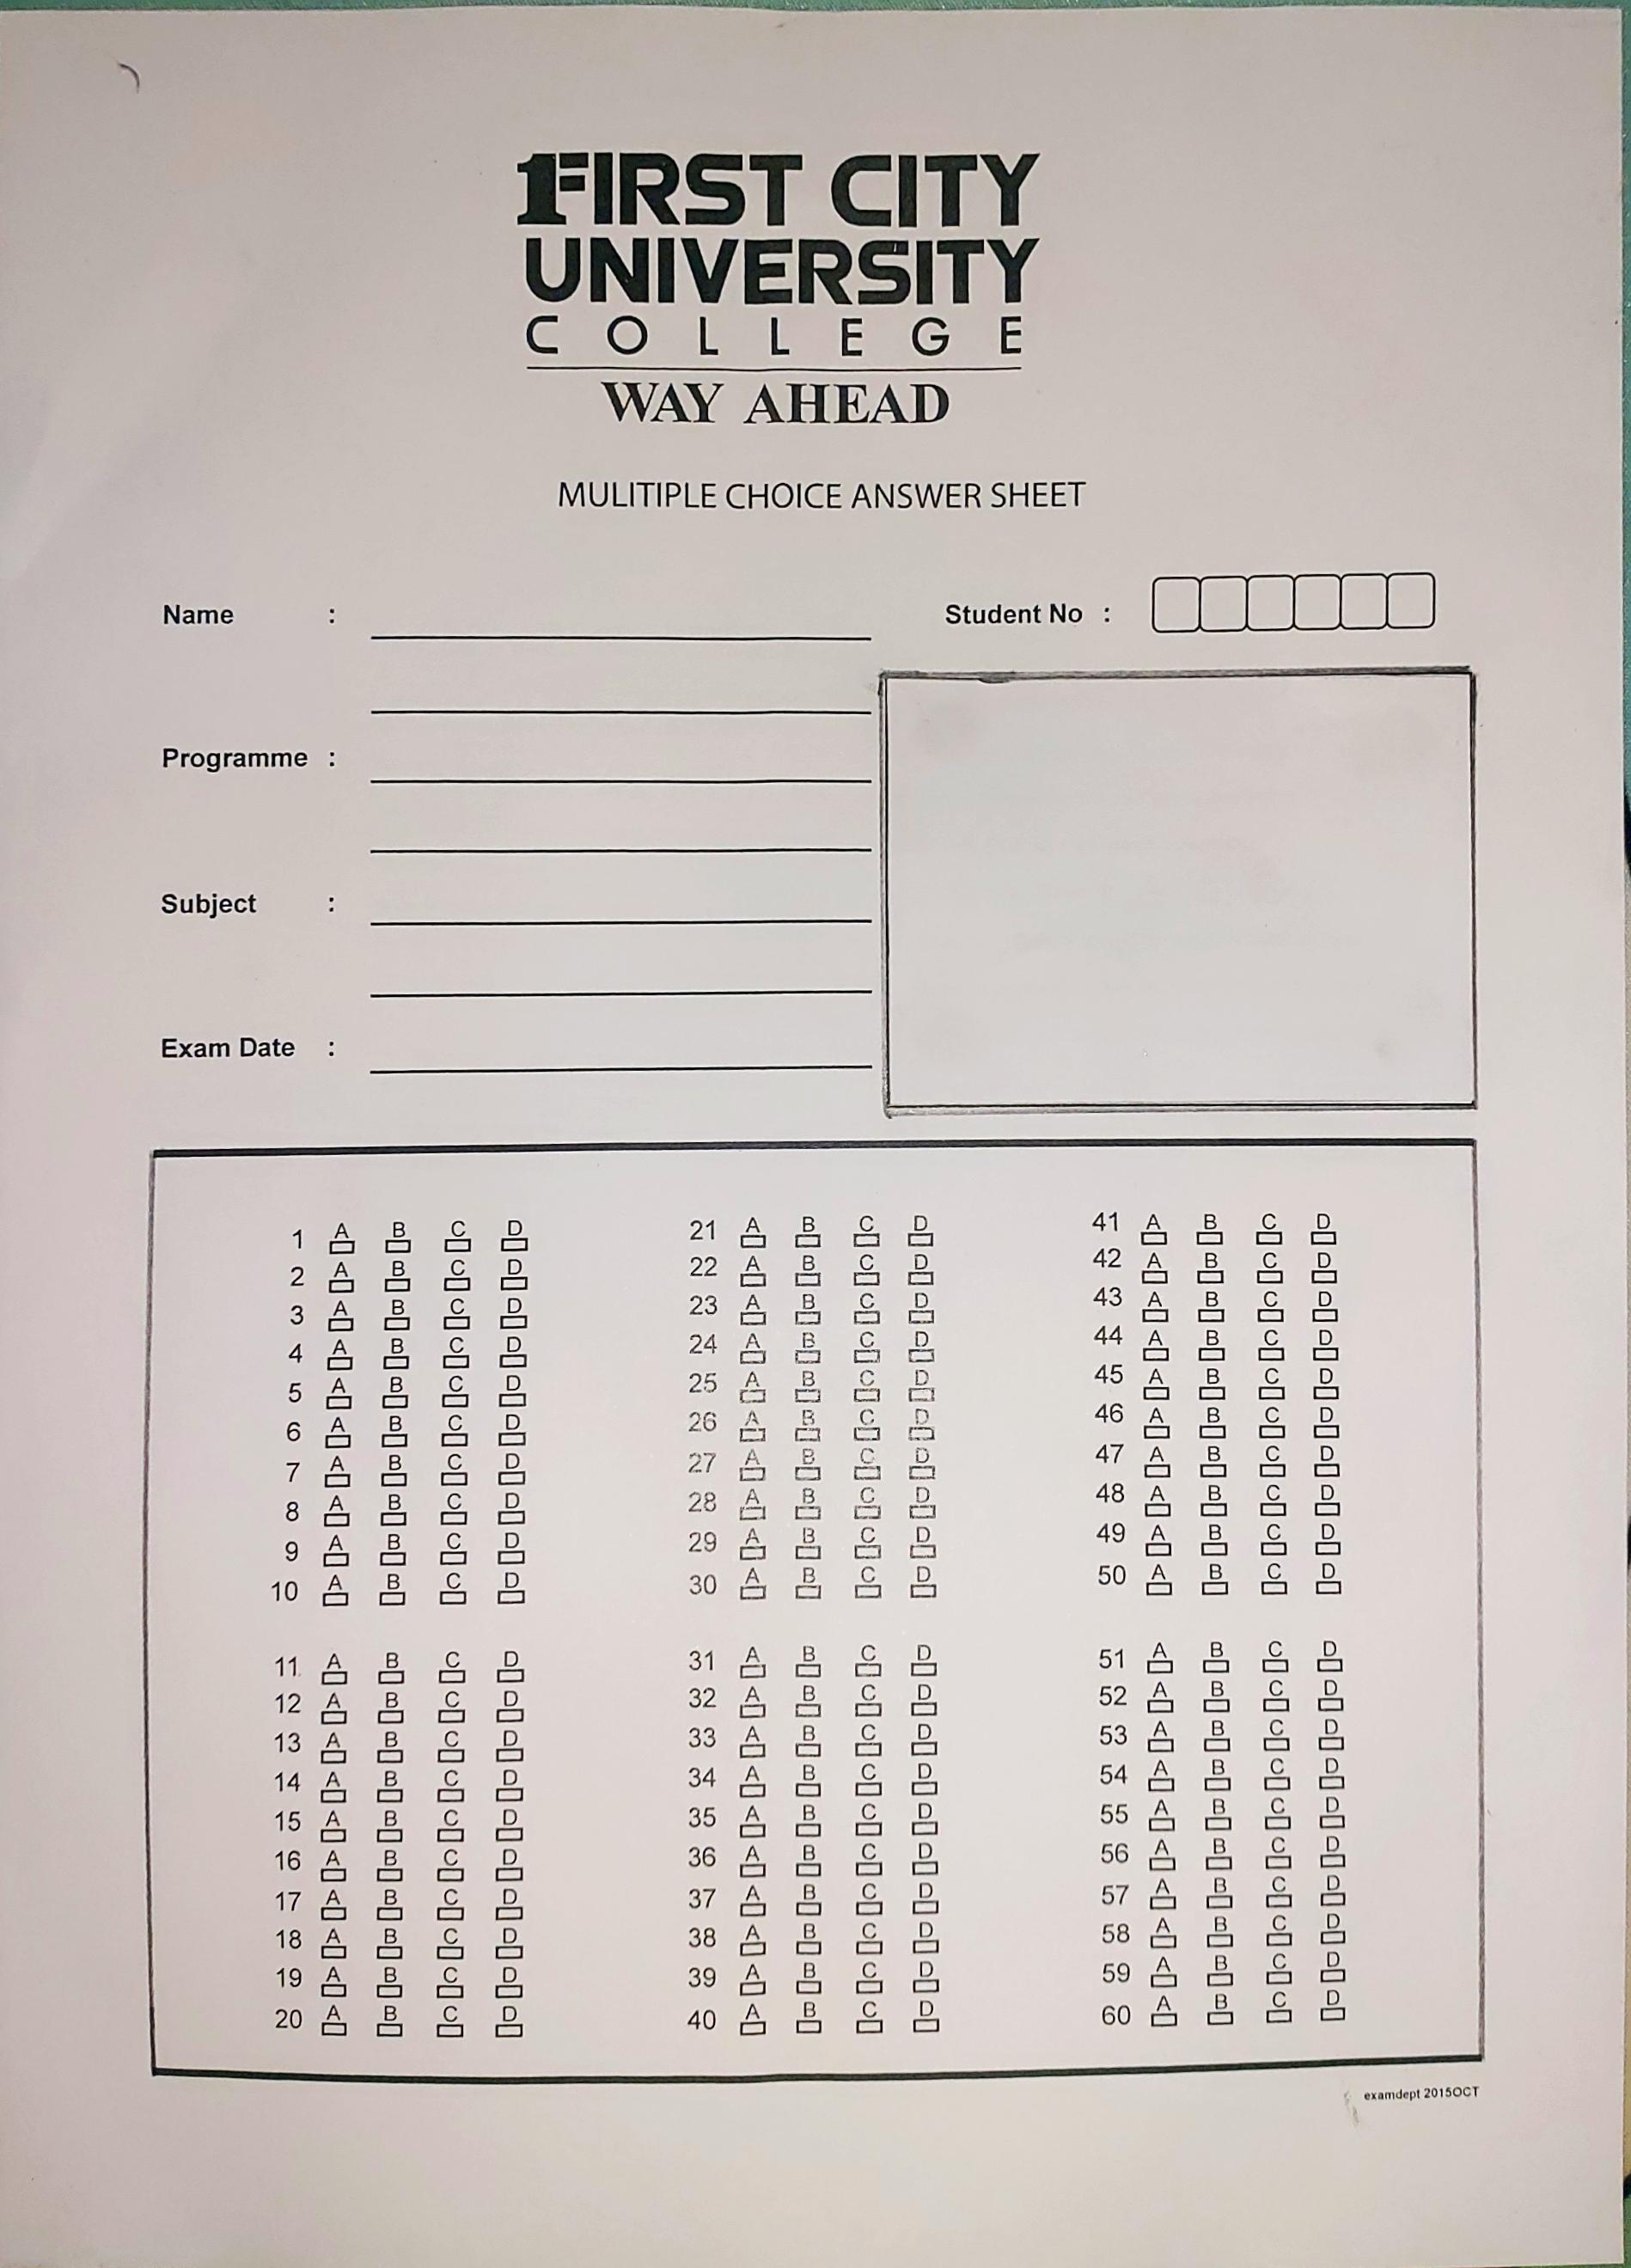 1FIRST CITY
UNIVERSITY
COLLEGE
WAY AHEAD
MULITIPLE CHOICE ANSWER SHEET
Name :
Student No :
Programme :
Subject :
Exam Date :
1 A B C D 21 A B C D 41 A B C D
2 A B C D 22 A B C D 42 A B C D
3 A B C D 23 A B C D 43 A B C D
4 A B C D 24 A B C D 44 A B C D
5 A B C D 25 A B C D 45 A B C D
6 A B C D 26 A B C D 46 A B C D
7 A B C D 27 A B C D 47 A B C D
8 A B C D 28 A B C D 48 A B C D
9 A B C D 29 A B C D 49 A B C D
10 A B C D 30 A B C D 50 A B C D
11 A B C D 31 A B C D 51 A B C D
12 A B C D 32 A B C D 52 A B C D
13 A B C D 33 A B C D 53 A B C D
14 A B C D 34 A B C D 54 A B C D
15 A B C D 35 A B C D 55 A B C D
16 A B C D 36 A B C D 56 A B C D
17 A B C D 37 A B C D 57 A B C D
18 A B C D 38 A B C D 58 A B C D
19 A B C D 39 A B C D 59 A B C D
20 A B C D 40 A B C D 60 A B C D
examdept 2015OCT